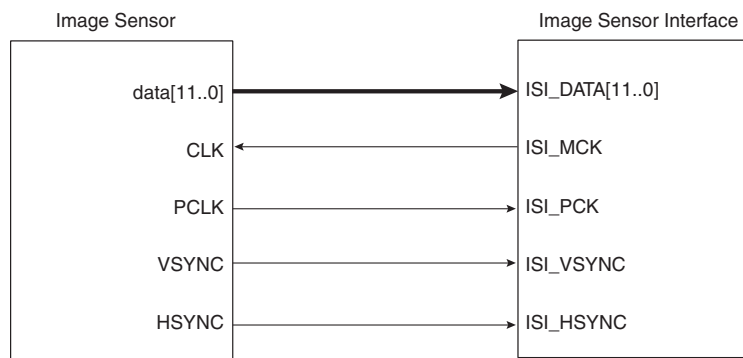 Image Sensor
Image Sensor Interface
data[11..0]
ISI_DATA[11..0]
CLK
ISI_MCK
PCLK
ISI_PCK
VSYNC
ISI_VSYNC
HSYNC
ISI_HSYNC